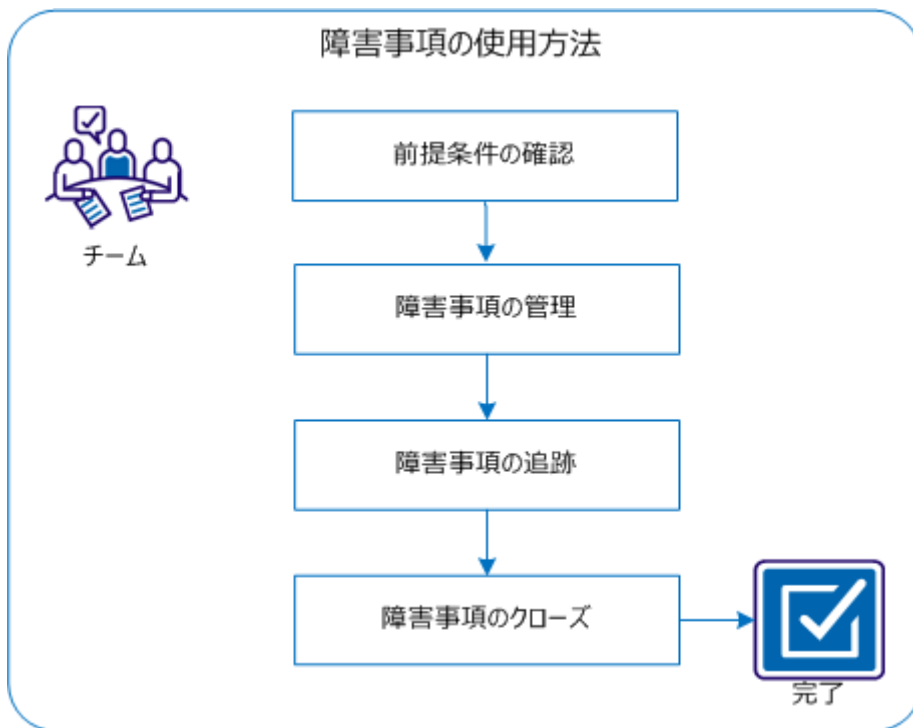 障害事項の使用方法
チーム
前提条件の確認
障害事項の管理
障害事項の追跡
障害事項のクローズ
完了